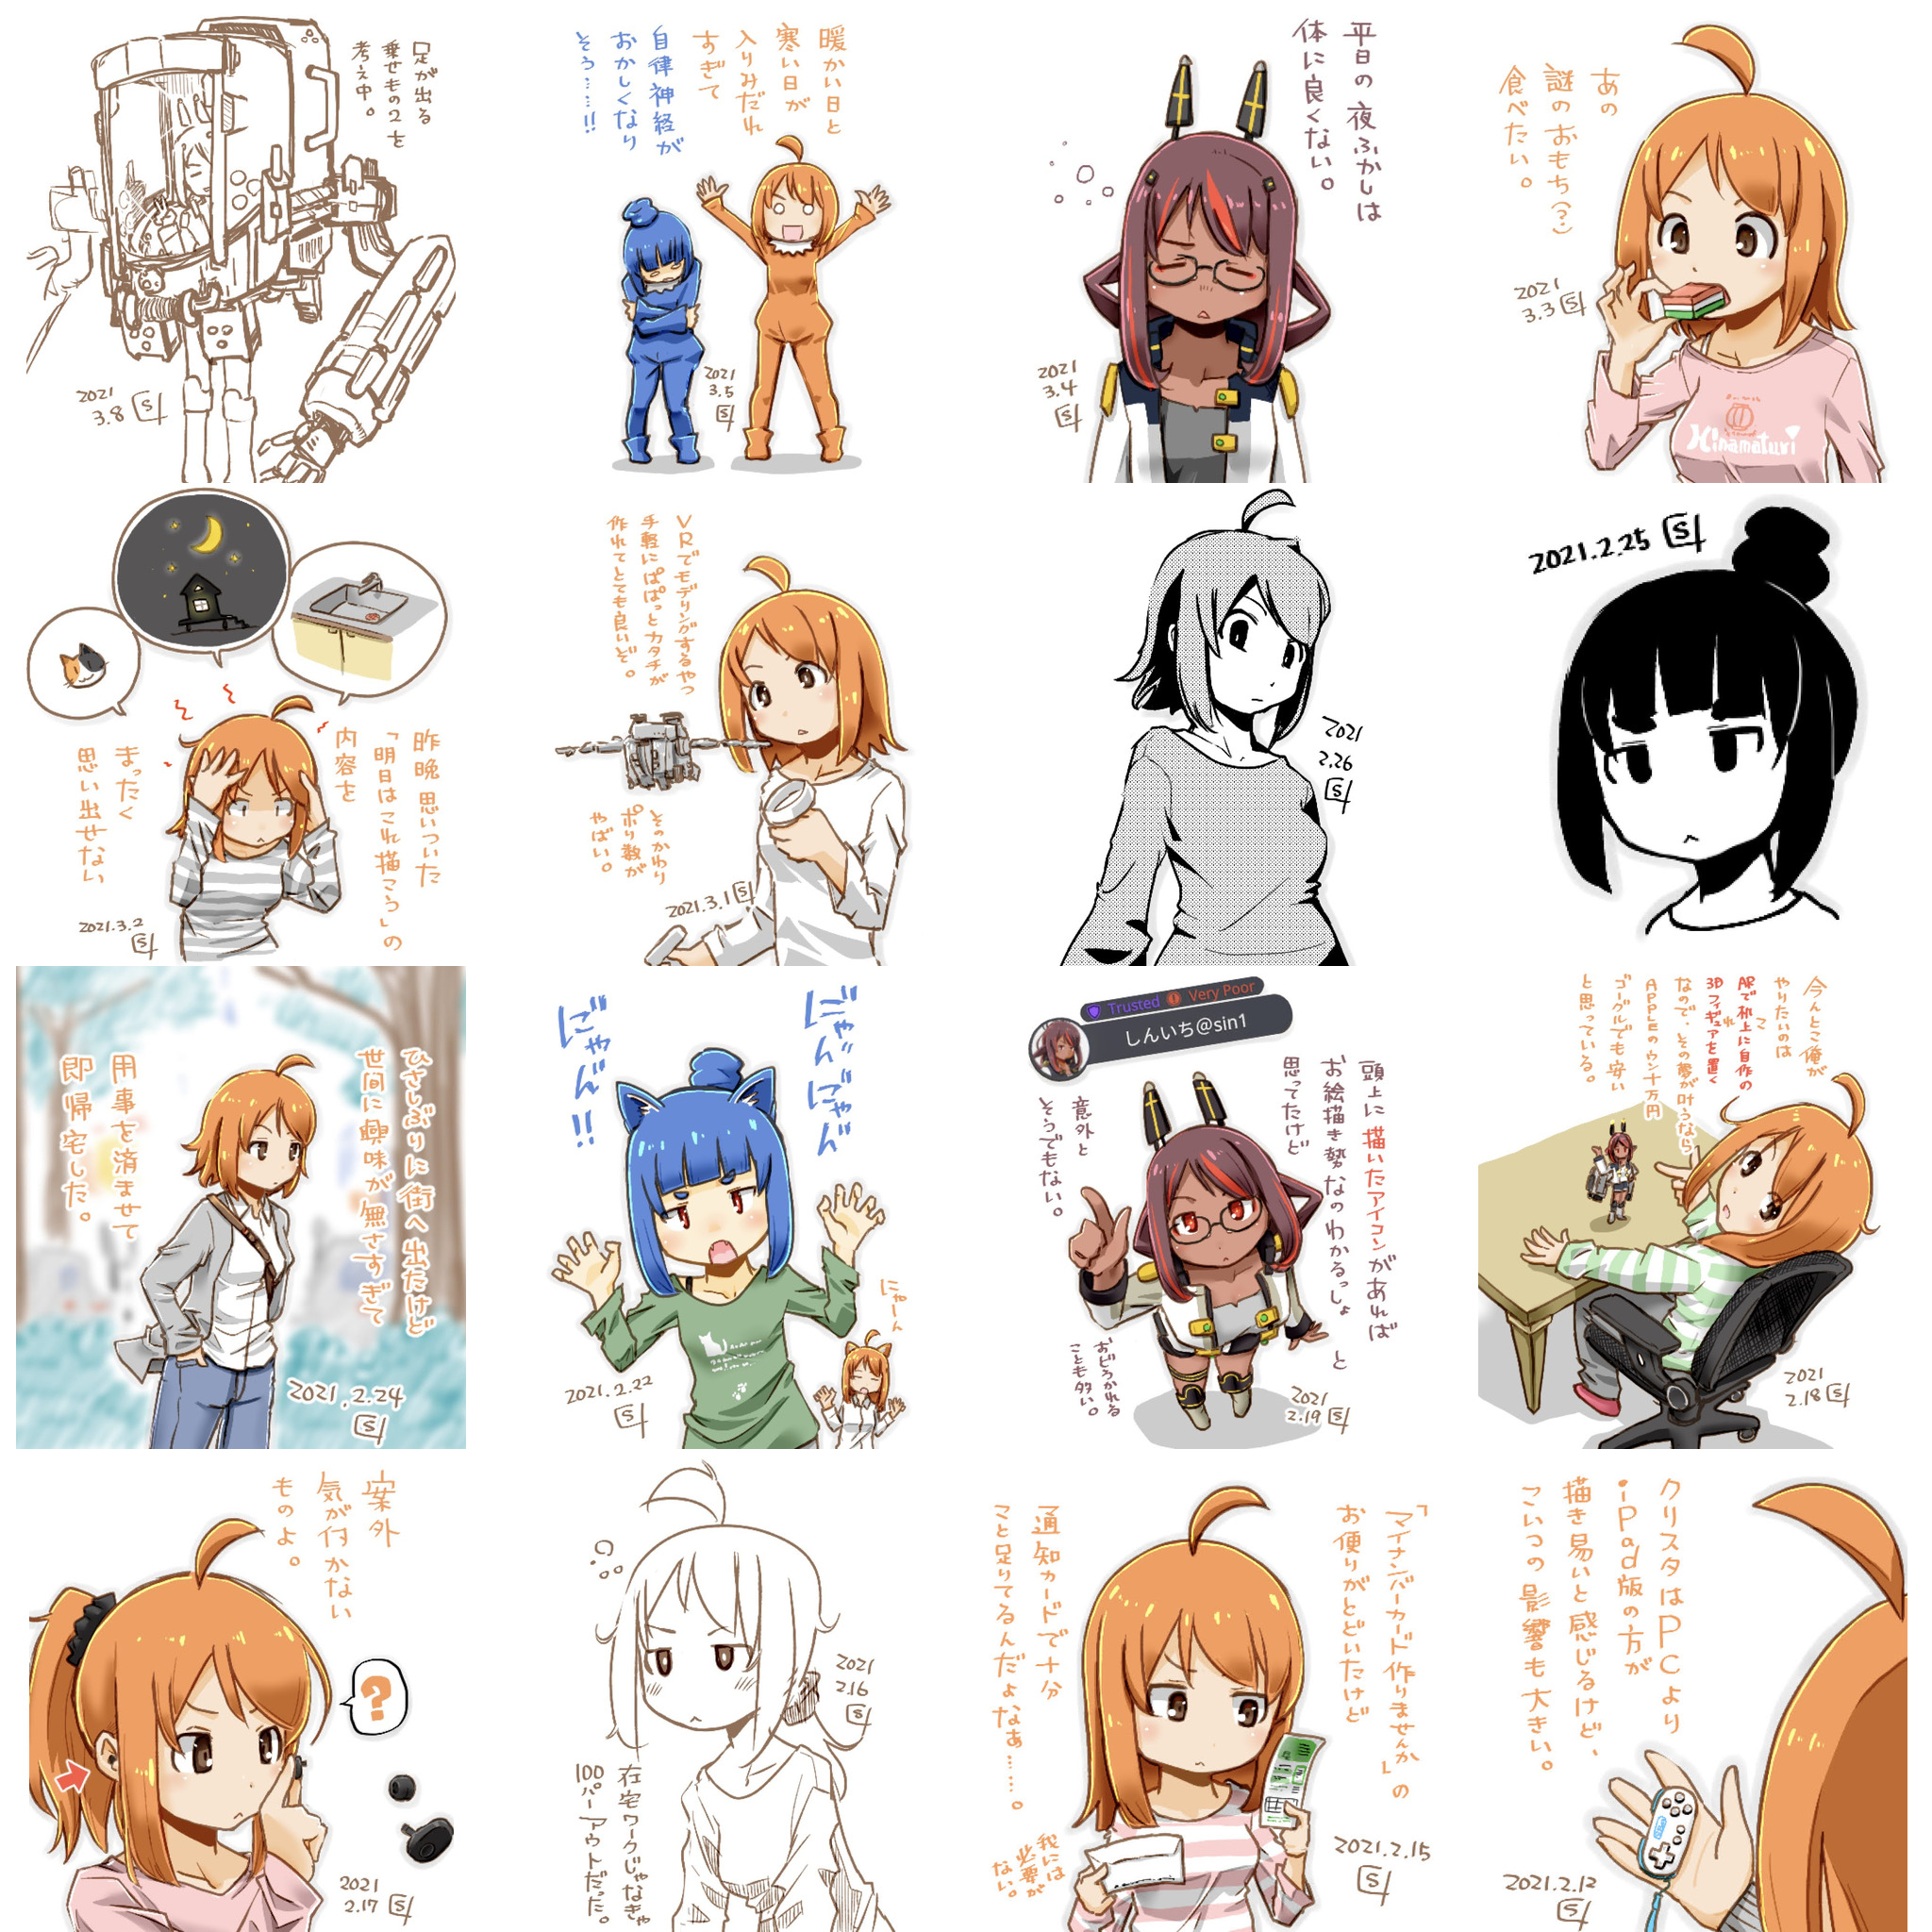 足が出る
乗せもの2を
考え中。
2021
3.8
暖かい日と
寒い日が
入りみだれ
すぎて
自律神経が
おかしくなり
そう……!!
2021
3.5
平日の夜ふかしは
体に良くない。
2021
3.4
あの
謎のおもち(?)
食べたい。
2021
3.3
Hinamaturi
昨晩思いついた
「明日はこれ描こう」の
内容を
まったく
思い出せない
2021.3.2
VRでモデリングするやつ
手軽にぱぱっとカタチが
作れてとても良いぞ。
そのかわり
ポリ数が
やばい。
2021.3.1
2021
2.26
2021.2.25
ひさしぶりに街へ出たけど
世間に興味が無さすぎて
用事を済ませて
即帰宅した。
2021.2.24
にゃんにゃん
にゃん!!
にゃーん
2021.2.22
Trusted Very Poor
しんいち@sin1
頭上に描いたアイコンがあれば
お絵描き勢なのわかるっしょ と
思ってたけど
意外と
そうでもない。
おどろかれる
ことも多い。
2021
2.19
今んとこ俺が
やりたいのは
ARで机上に自作の
3Dフィギュアを置く
なので、その夢が叶うなら
APPLEのウン十万円
ゴーグルでも安い
と思っている。
2021
2.18
案外
気が付かない
ものよ。
?
2021
2.17
2021
2.16
在宅ワークじゃなきゃ
100パーアウトだった。
「マイナンバーカード作りませんか」の
お便りがとどいたけど
通知カードで十分
こと足りてるんだよなあ……。
我には
必要が
ない。
2021.2.15
クリスタはPCより
iPad版の方が
描き易いと感じるけど、
こいつの影響も大きい。
2021.2.12